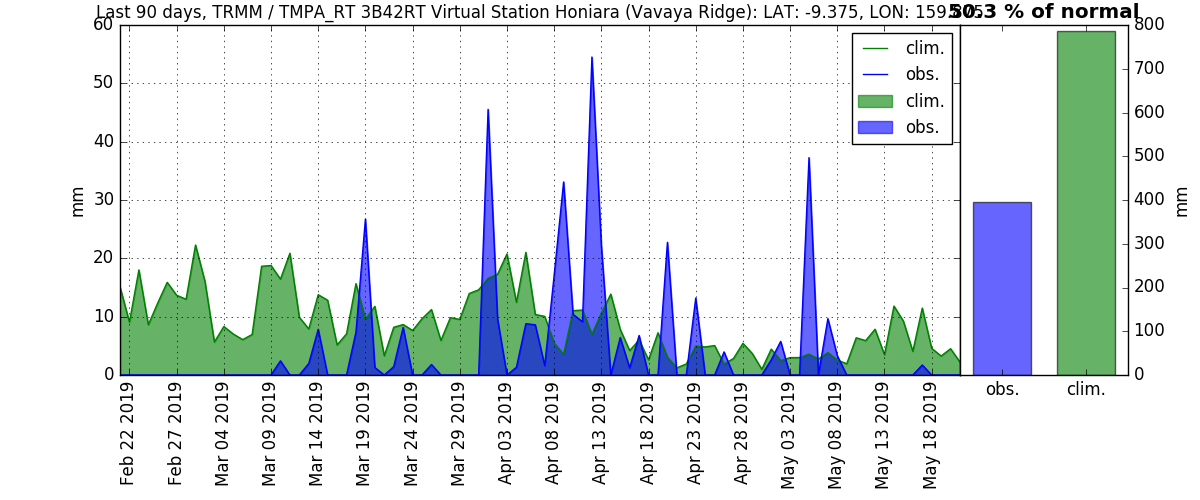 Last 90 days, TRMM / TMPA_RT 3B42RT Virtual Station Honiara (Vavaya Ridge): LAT: -9.375, LON:
% of normal
60
50
40
30
20
10
0
mm
clim.
obs.
clim.
obs.
800
700
600
500
400
300
200
100
0
mm
obs.
clim.
Feb 22 2019
Feb 27 2019
Mar 04 2019
Mar 09 2019
Mar 14 2019
Mar 19 2019
Mar 24 2019
Mar 29 2019
Apr 03 2019
Apr 08 2019
Apr 13 2019
Apr 18 2019
Apr 23 2019
Apr 28 2019
May 03 2019
May 08 2019
May 13 2019
May 18 2019